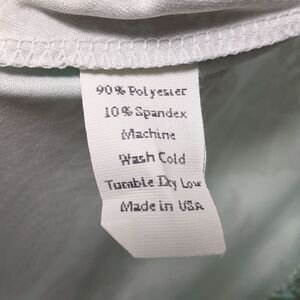 90% Polyester
10% Spandex
Machine
Wash Cold
Tumble Dry Low
Made in USA